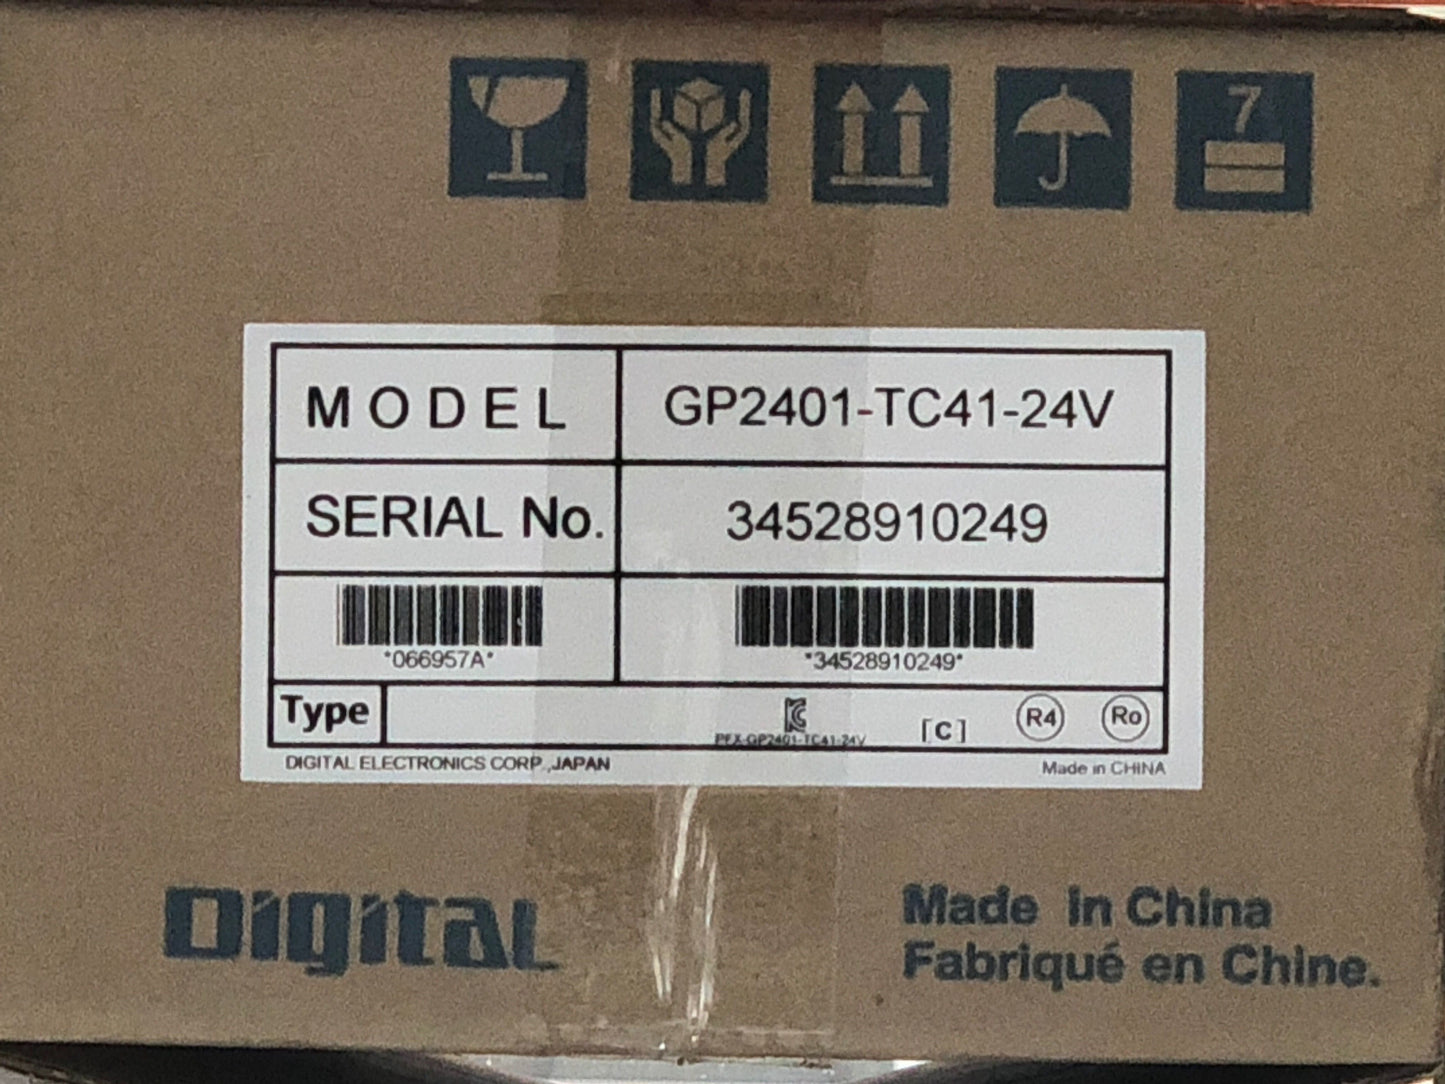 7
MODEL GP2401-TC41-24V
SERIAL No. 34528910249
*066957A* *34528910249*
Type
PFX-GP2401-TC41-24V [C] R4 Ro
DIGITAL ELECTRONICS CORP.,JAPAN Made in CHINA
Digital
Made in China
Fabriqué en Chine.